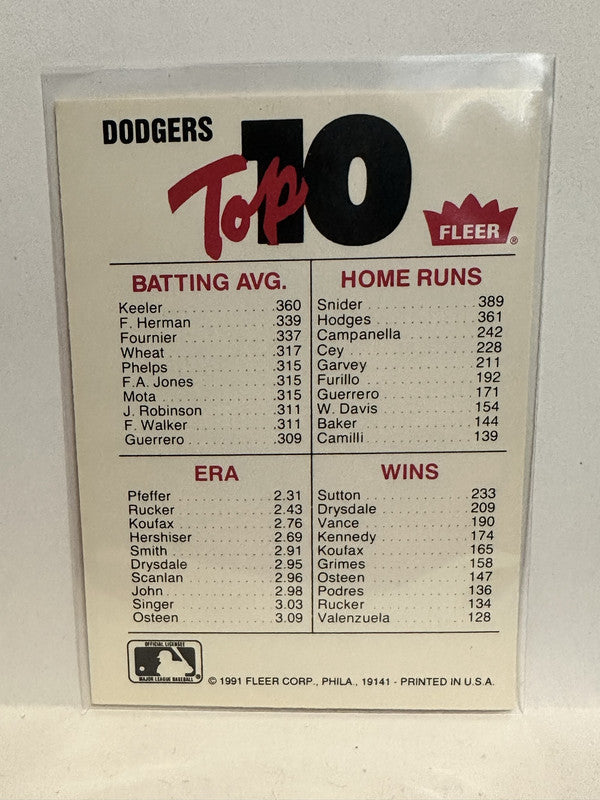 DODGERS
Top 10
FLEER®
BATTING AVG.
Keeler .360
F. Herman .339
Fournier .337
Wheat .317
Phelps .315
F.A. Jones .315
Mota .315
J. Robinson .311
F. Walker .311
Guerrero .309
HOME RUNS
Snider 389
Hodges 361
Campanella 242
Cey 228
Garvey 211
Furillo 192
Guerrero 171
W. Davis 154
Baker 144
Camilli 139
ERA
Pfeffer 2.31
Rucker 2.43
Koufax 2.76
Hershiser 2.69
Smith 2.91
Drysdale 2.95
Scanlan 2.96
John 2.98
Singer 3.03
Osteen 3.09
WINS
Sutton 233
Drysdale 209
Vance 190
Kennedy 174
Koufax 165
Grimes 158
Osteen 147
Podres 136
Rucker 134
Valenzuela 128
OFFICIAL LICENSEE
MAJOR LEAGUE BASEBALL
© 1991 FLEER CORP., PHILA., 19141 - PRINTED IN U.S.A.